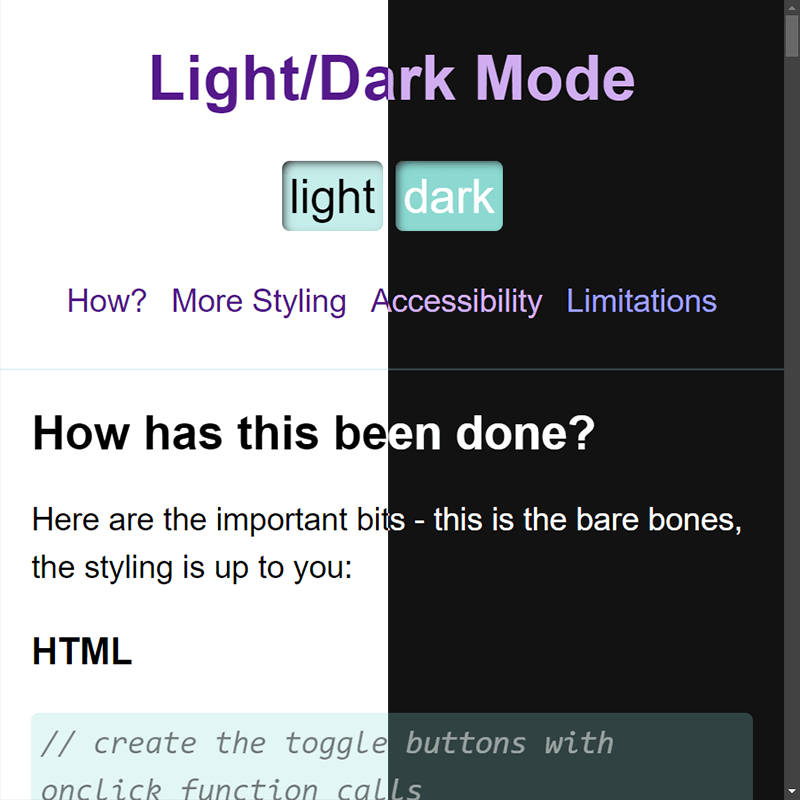 Light/Dark Mode
light dark
How? More Styling Accessibility Limitations
How has this been done?
Here are the important bits - this is the bare bones,
the styling is up to you:
HTML
// create the toggle buttons with
onclick function calls